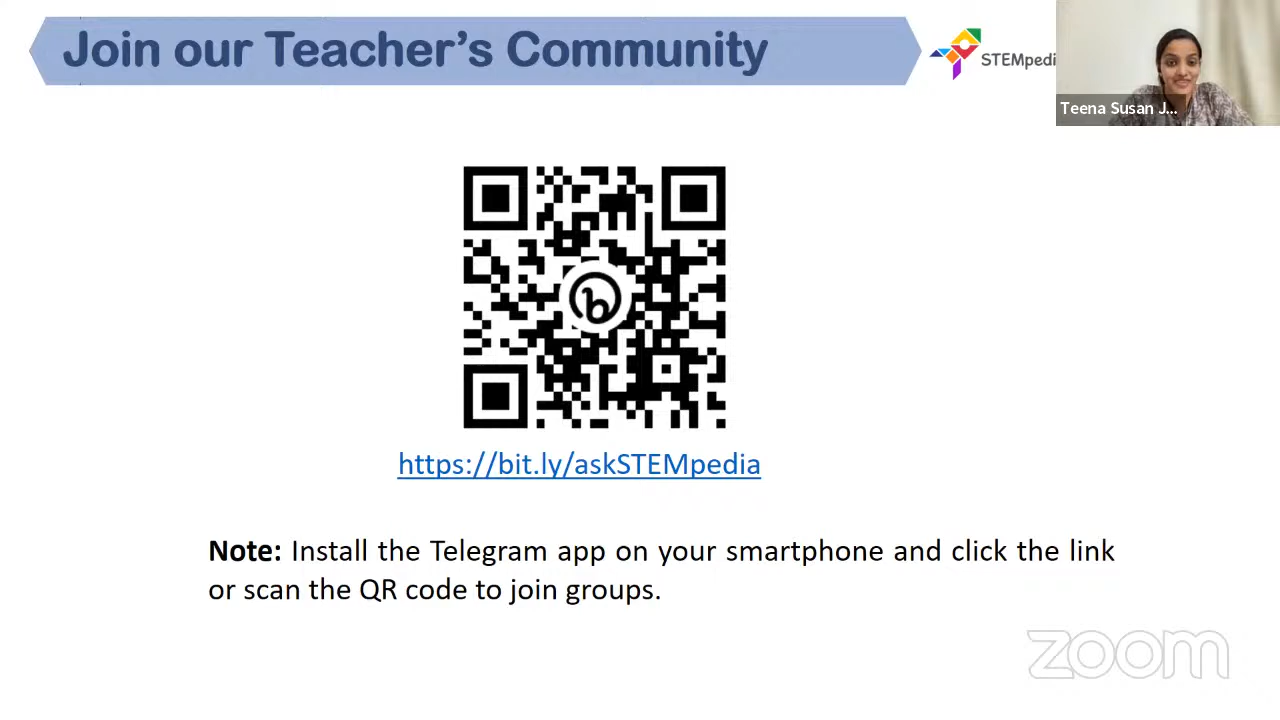 Join our Teacher's Community
STEMpedi
Teena Susan J...
https://bit.ly/askSTEMpedia
Note: Install the Telegram app on your smartphone and click the link
or scan the QR code to join groups.
zoom